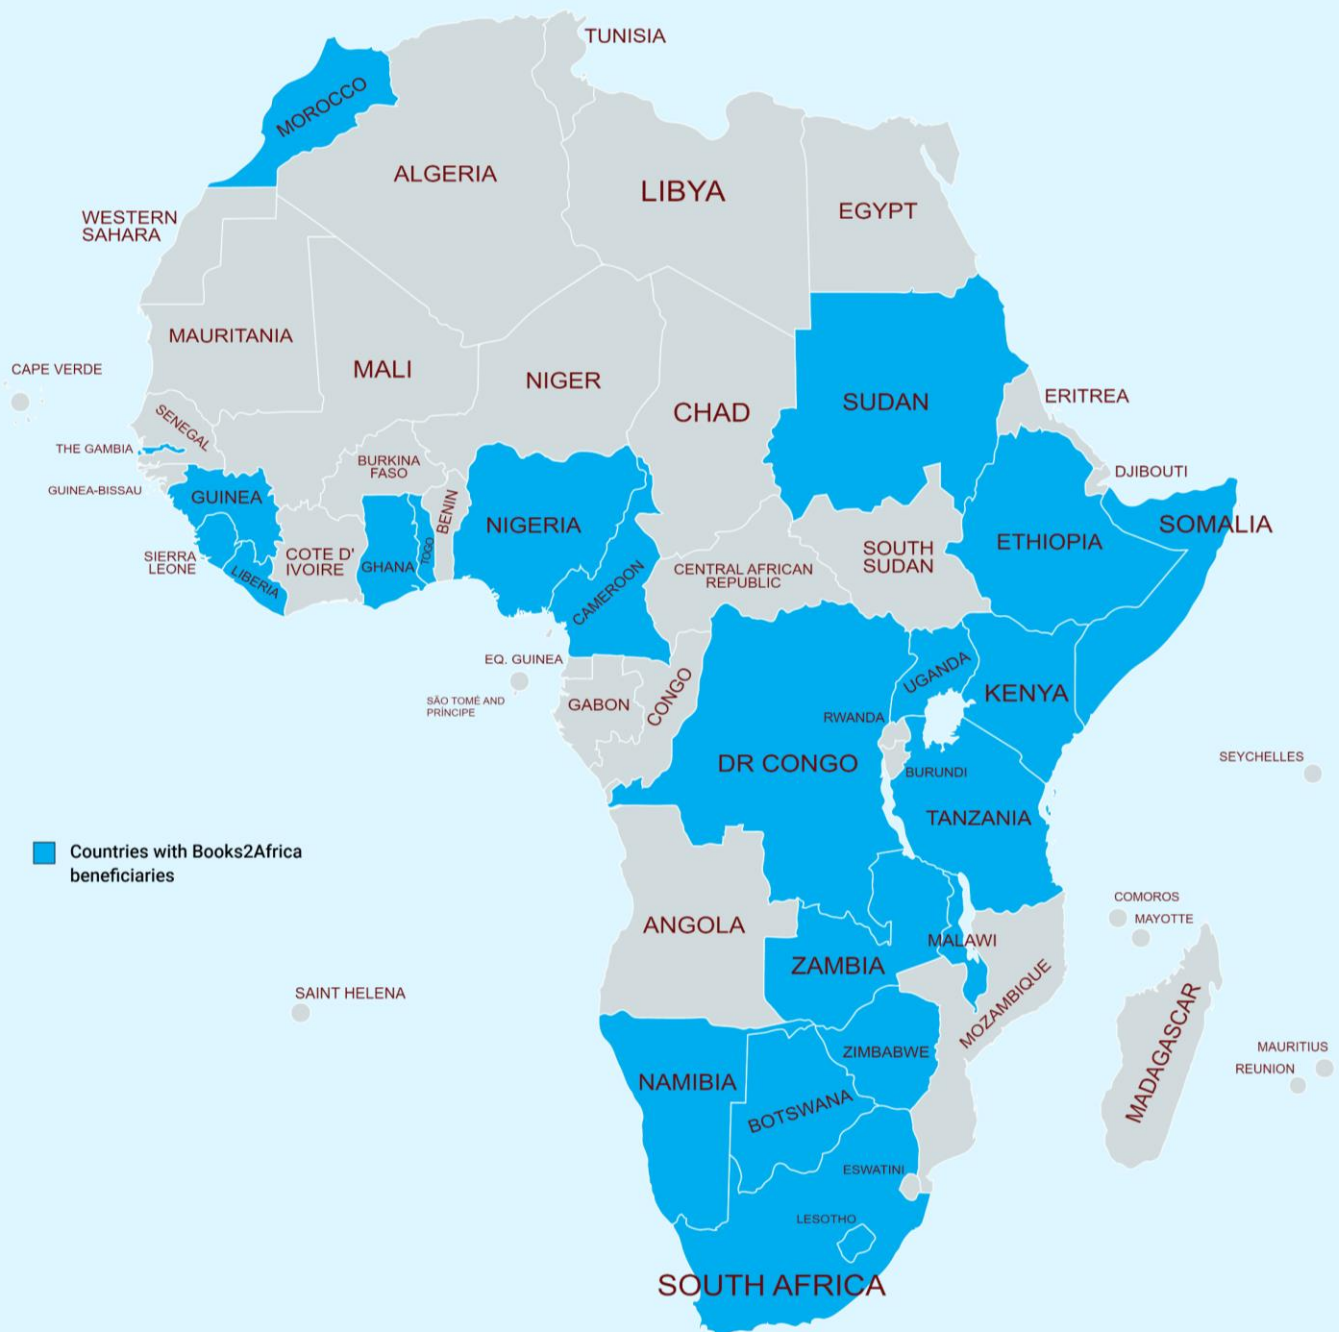 TUNISIA
MOROCCO
ALGERIA
LIBYA
EGYPT
WESTERN
SAHARA
MAURITANIA
MALI
NIGER
CHAD
SUDAN
ERITREA
CAPE VERDE
SENEGAL
THE GAMBIA
GUINEA-BISSAU
GUINEA
BURKINA
FASO
BENIN
NIGERIA
DJIBOUTI
SOMALIA
ETHIOPIA
SOUTH
SUDAN
SIERRA
LEONE
LIBERIA
COTE D'
IVOIRE
GHANA
TOGO
CAMEROON
CENTRAL AFRICAN
REPUBLIC
EQ. GUINEA
SÃO TOMÉ AND
PRÍNCIPE
GABON
CONGO
UGANDA
KENYA
RWANDA
DR CONGO
BURUNDI
TANZANIA
SEYCHELLES
Countries with Books2Africa
beneficiaries
COMOROS
MAYOTTE
ANGOLA
MALAWI
ZAMBIA
SAINT HELENA
MOZAMBIQUE
MADAGASCAR
MAURITIUS
REUNION
ZIMBABWE
NAMIBIA
BOTSWANA
ESWATINI
LESOTHO
SOUTH AFRICA